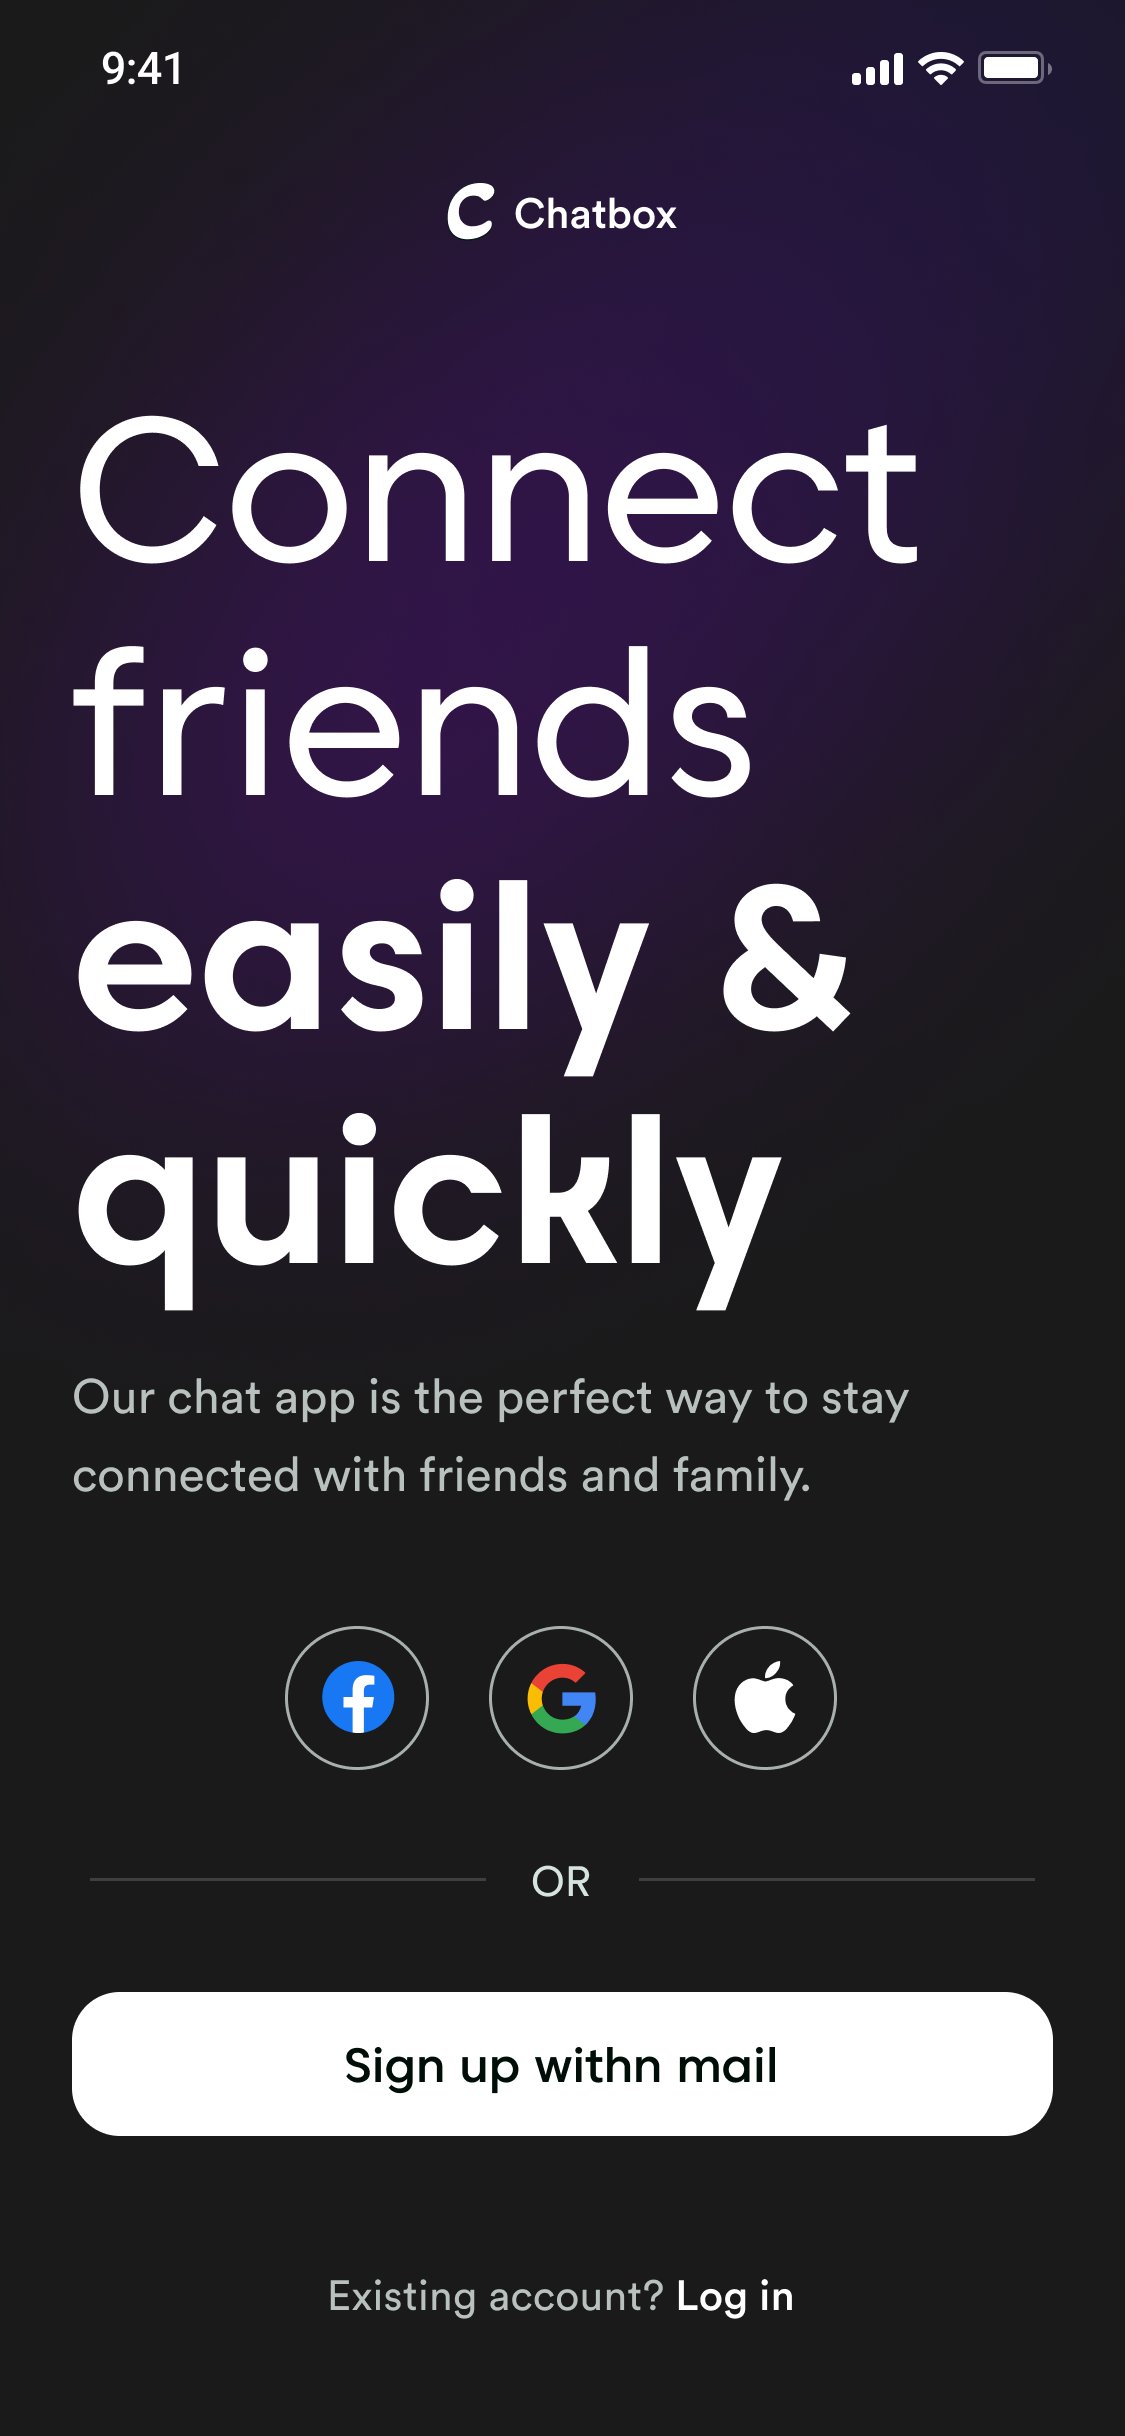 9:41
Chatbox
Connect
friends
easily &
quickly
Our chat app is the perfect way to stay
connected with friends and family.
OR
Sign up withn mail
Existing account? Log in